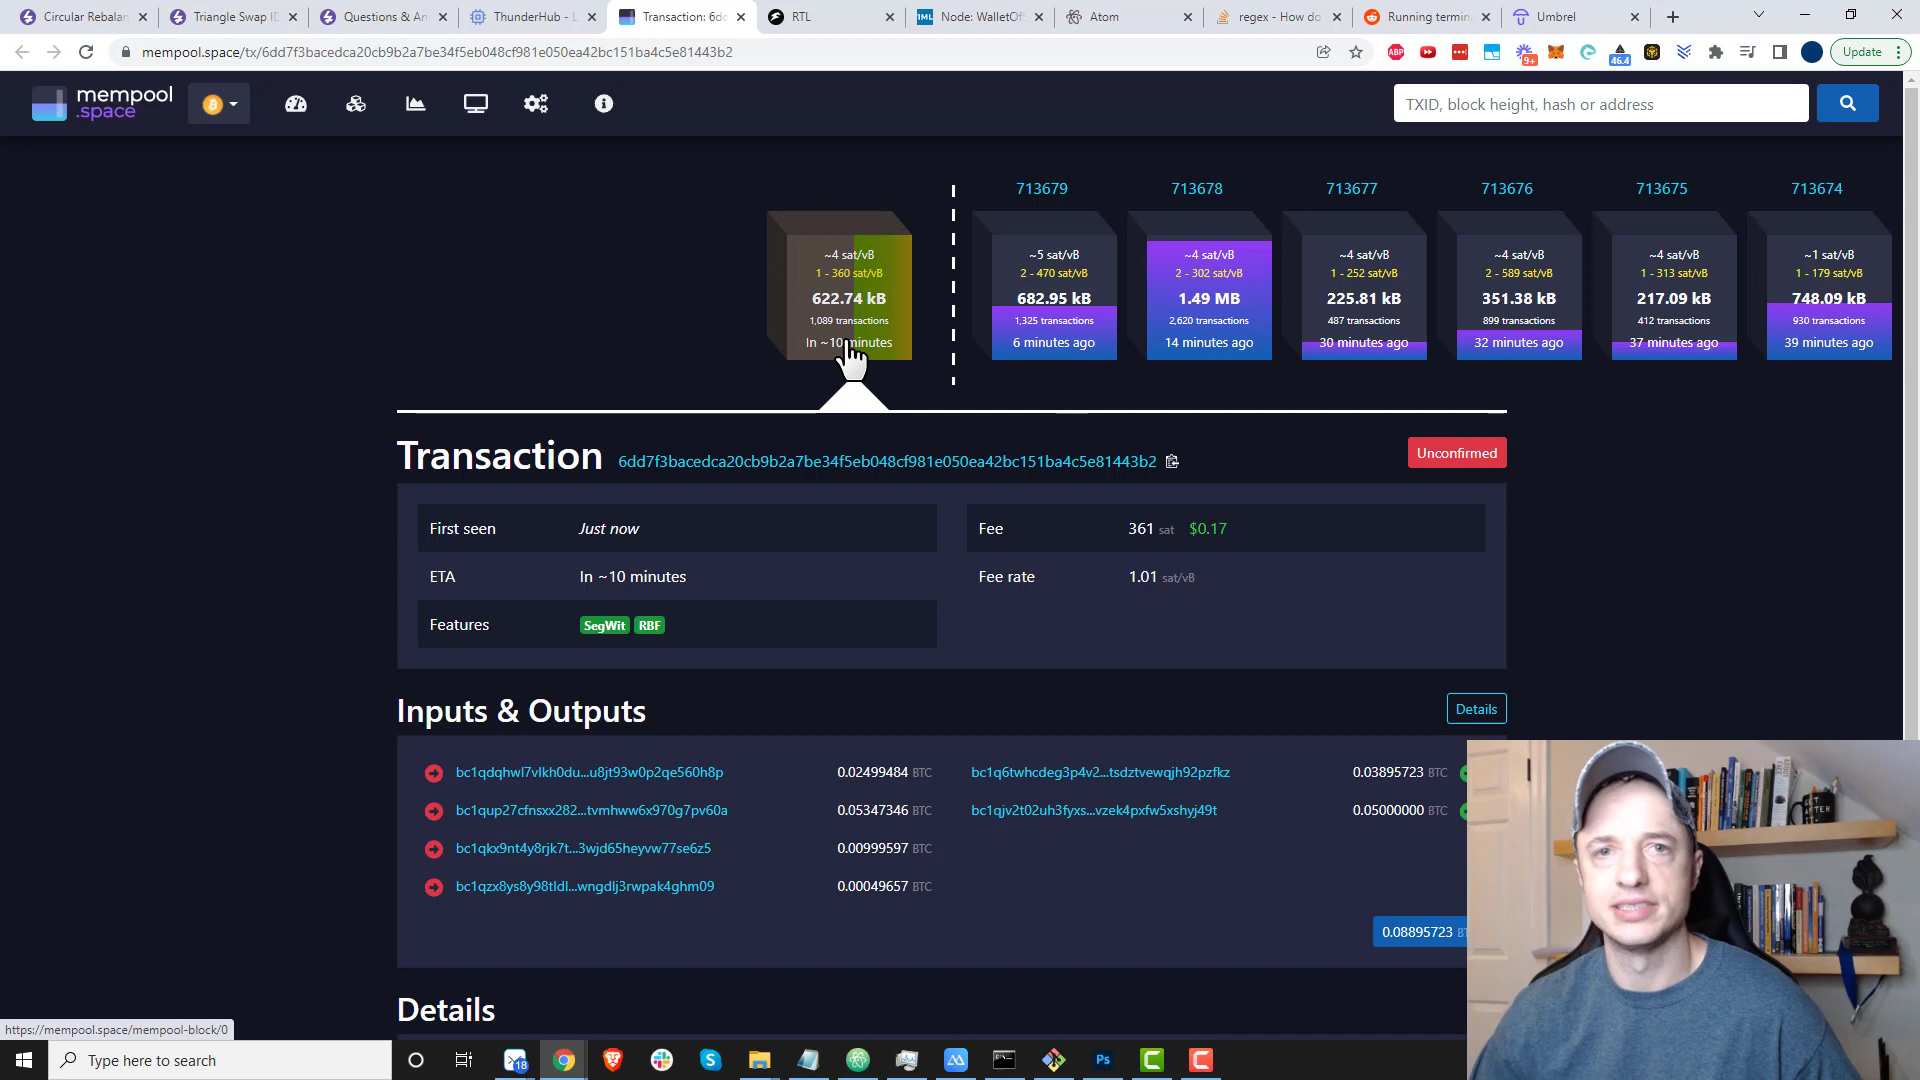 Circular Rebalan
Triangle Swap ID
Questions & An
ThunderHub - L
Transaction: 6dd
RTL
Node: WalletOf
Atom
regex - How do
Running termin
Umbrel
mempool.space/tx/6dd7f3bacedca20cb9b2a7be34f5eb048cf981e050ea42bc151ba4c5e81443b2
ABP
9+
46.4
Update
mempool
.space
TXID, block height, hash or address
713679
713678
713677
713676
713675
713674
~4 sat/vB
1 - 360 sat/vB
622.74 kB
1,089 transactions
In ~10 minutes
~5 sat/vB
2 - 470 sat/vB
682.95 kB
1,325 transactions
6 minutes ago
~4 sat/vB
2 - 302 sat/vB
1.49 MB
2,620 transactions
14 minutes ago
~4 sat/vB
1 - 252 sat/vB
225.81 kB
487 transactions
30 minutes ago
~4 sat/vB
2 - 589 sat/vB
351.38 kB
899 transactions
32 minutes ago
~4 sat/vB
1 - 313 sat/vB
217.09 kB
412 transactions
37 minutes ago
~1 sat/vB
1 - 179 sat/vB
748.09 kB
930 transactions
39 minutes ago
Transaction 6dd7f3bacedca20cb9b2a7be34f5eb048cf981e050ea42bc151ba4c5e81443b2
Unconfirmed
First seen Just now
ETA In ~10 minutes
Features SegWit RBF
Fee 361 sat $0.17
Fee rate 1.01 sat/vB
Inputs & Outputs
Details
bc1qdqhwl7vlkh0du...u8jt93w0p2qe560h8p 0.02499484 BTC
bc1qup27cfnsxx282...tvmhww6x970g7pv60a 0.05347346 BTC
bc1qkx9nt4y8rjk7t...3wjd65heyvw77se6z5 0.00999597 BTC
bc1qzx8ys8y98tldl...wngdlj3rwpak4ghm09 0.00049657 BTC
bc1q6twhcdeg3p4v2...tsdztvewqjh92pzfkz 0.03895723 BTC
bc1qjv2t02uh3fyxs...vzek4pxfw5xshyj49t 0.05000000 BTC
0.08895723 BT
Details
GET
AFTER
https://mempool.space/mempool-block/0
Type here to search
18
Ps